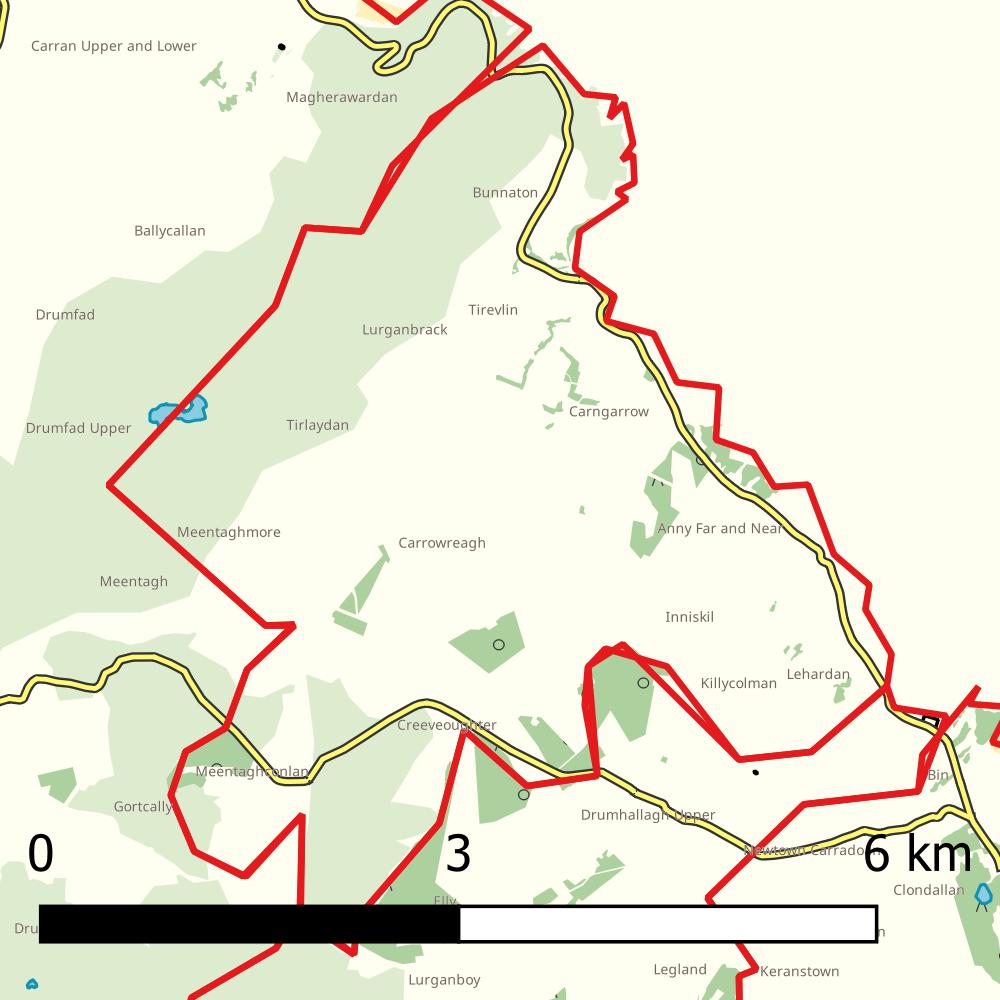 Carran Upper and Lower
Magherawardan
Bunnaton
Ballycallan
Tirevlin
Drumfad
Lurganbrack
Carngarrow
Drumfad Upper
Tirlaydan
Anny Far and Near
Meentaghmore
Carrowreagh
Meentagh
Inniskil
Lehardan
Killycolman
Creeveoughter
Meentaghconlan
Bin
Gortcally
Drumhallagh Upper
Newtown Carradoan
0 3 6 km
Clondallan
Elly
Legland
Keranstown
Lurganboy